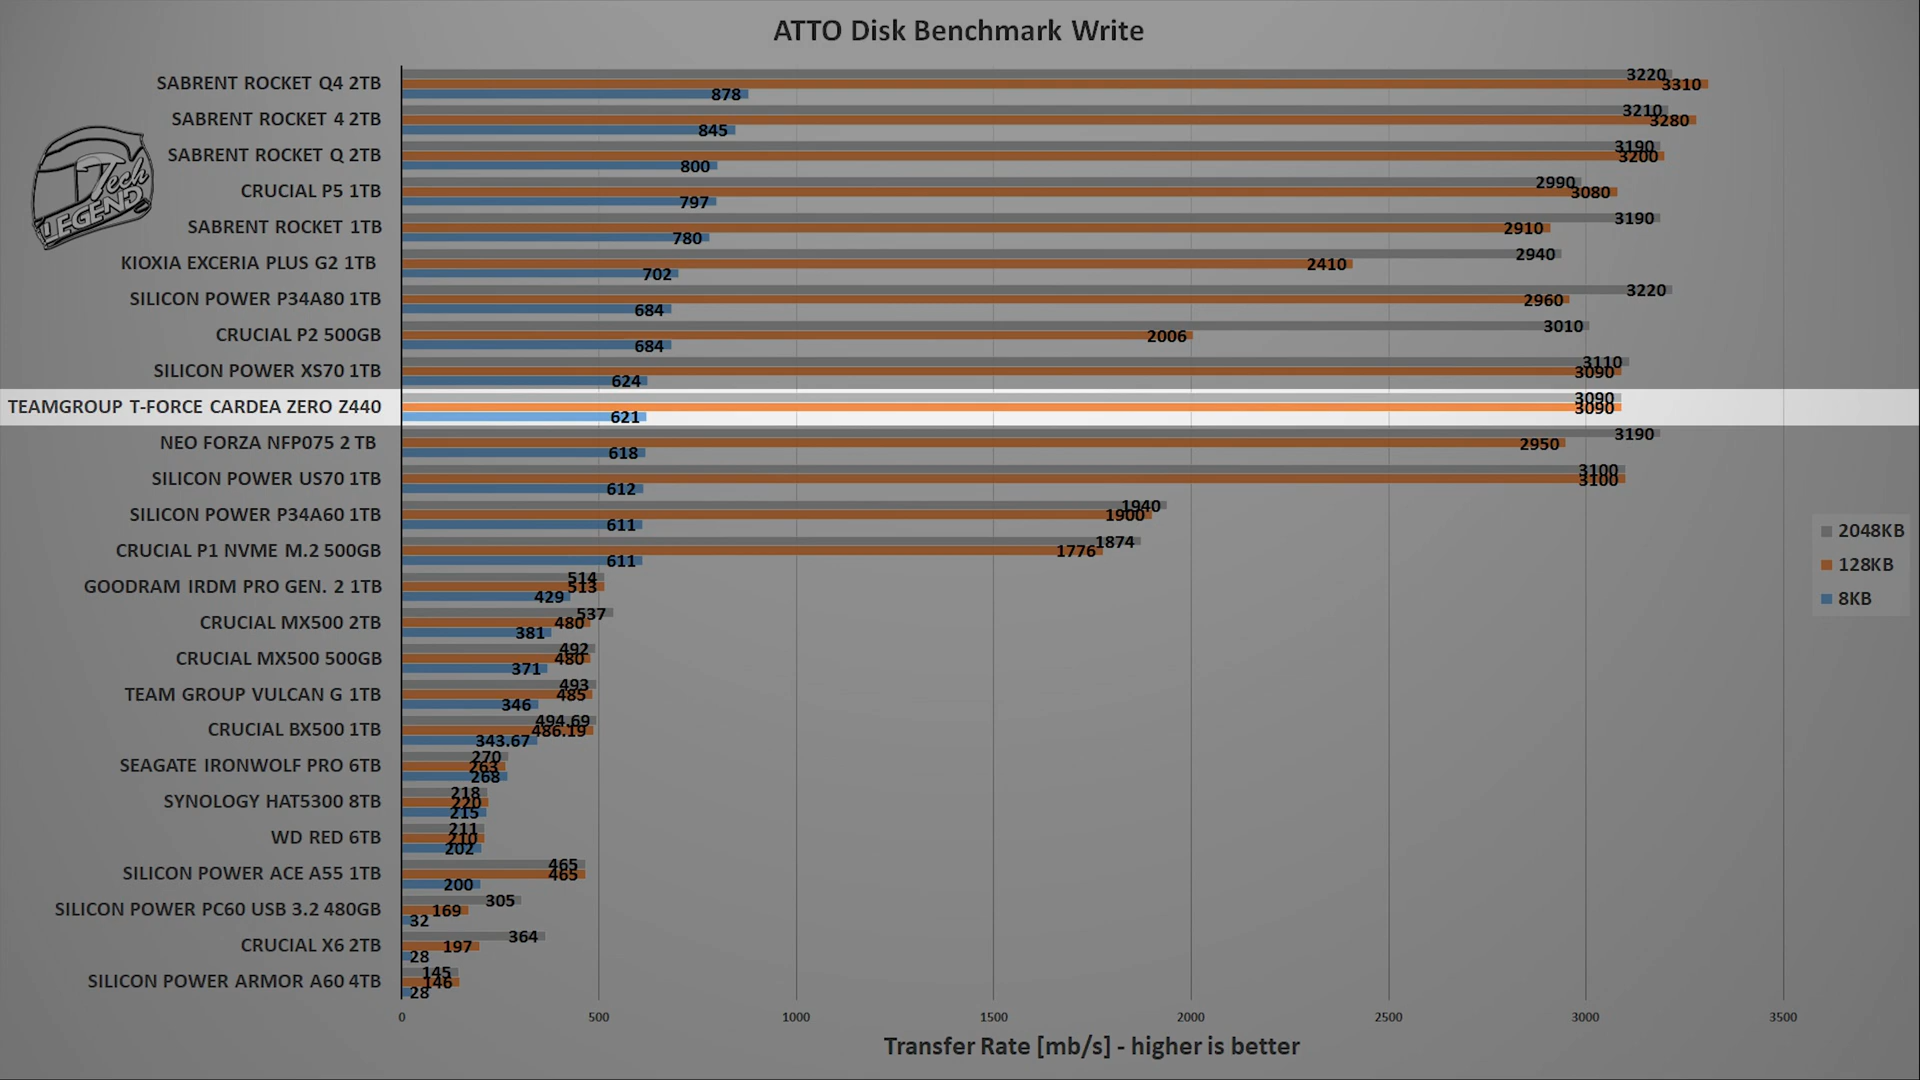 ATTO Disk Benchmark Write
SABRENT ROCKET Q4 2TB
3220
3310
878
SABRENT ROCKET 4 2TB
3210
3280
845
SABRENT ROCKET Q 2TB
3190
3200
800
CRUCIAL P5 1TB
2990
3080
797
SABRENT ROCKET 1TB
3190
2910
780
KIOXIA EXCERIA PLUS G2 1TB
2940
2410
702
SILICON POWER P34A80 1TB
3220
2960
684
CRUCIAL P2 500GB
3010
2006
684
SILICON POWER XS70 1TB
3110
3090
624
TEAMGROUP T-FORCE CARDEA ZERO Z440
3090
3090
621
NEO FORZA NFP075 2 TB
3190
2950
618
SILICON POWER US70 1TB
3100
3100
612
SILICON POWER P34A60 1TB
1940
1900
611
CRUCIAL P1 NVME M.2 500GB
1874
1776
611
GOODRAM IRDM PRO GEN. 2 1TB
514
513
429
CRUCIAL MX500 2TB
537
480
381
CRUCIAL MX500 500GB
492
480
371
TEAM GROUP VULCAN G 1TB
493
485
346
CRUCIAL BX500 1TB
494.69
486.19
343.67
SEAGATE IRONWOLF PRO 6TB
270
263
268
SYNOLOGY HAT5300 8TB
218
220
215
WD RED 6TB
211
210
202
SILICON POWER ACE A55 1TB
465
465
200
SILICON POWER PC60 USB 3.2 480GB
305
169
32
CRUCIAL X6 2TB
364
197
28
SILICON POWER ARMOR A60 4TB
145
146
28
0 500 1000 1500 2000 2500 3000 3500
Transfer Rate [mb/s] - higher is better
2048KB
128KB
8KB
Tech
LEGEND